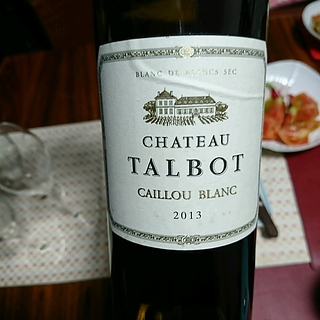 BLANC DE BLANCS SEC
CHATEAU
TALBOT
CAILLOU BLANC
2013